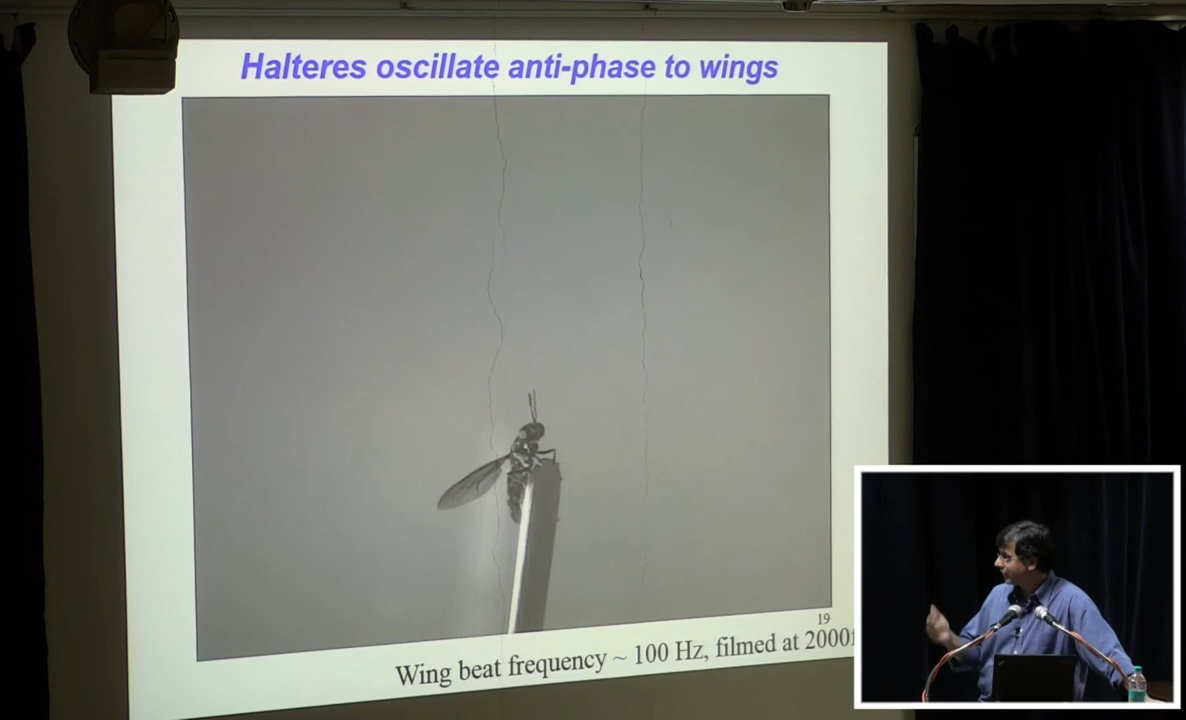 Halteres oscillate anti-phase to wings
19
Wing beat frequency ~ 100 Hz, filmed at 2000